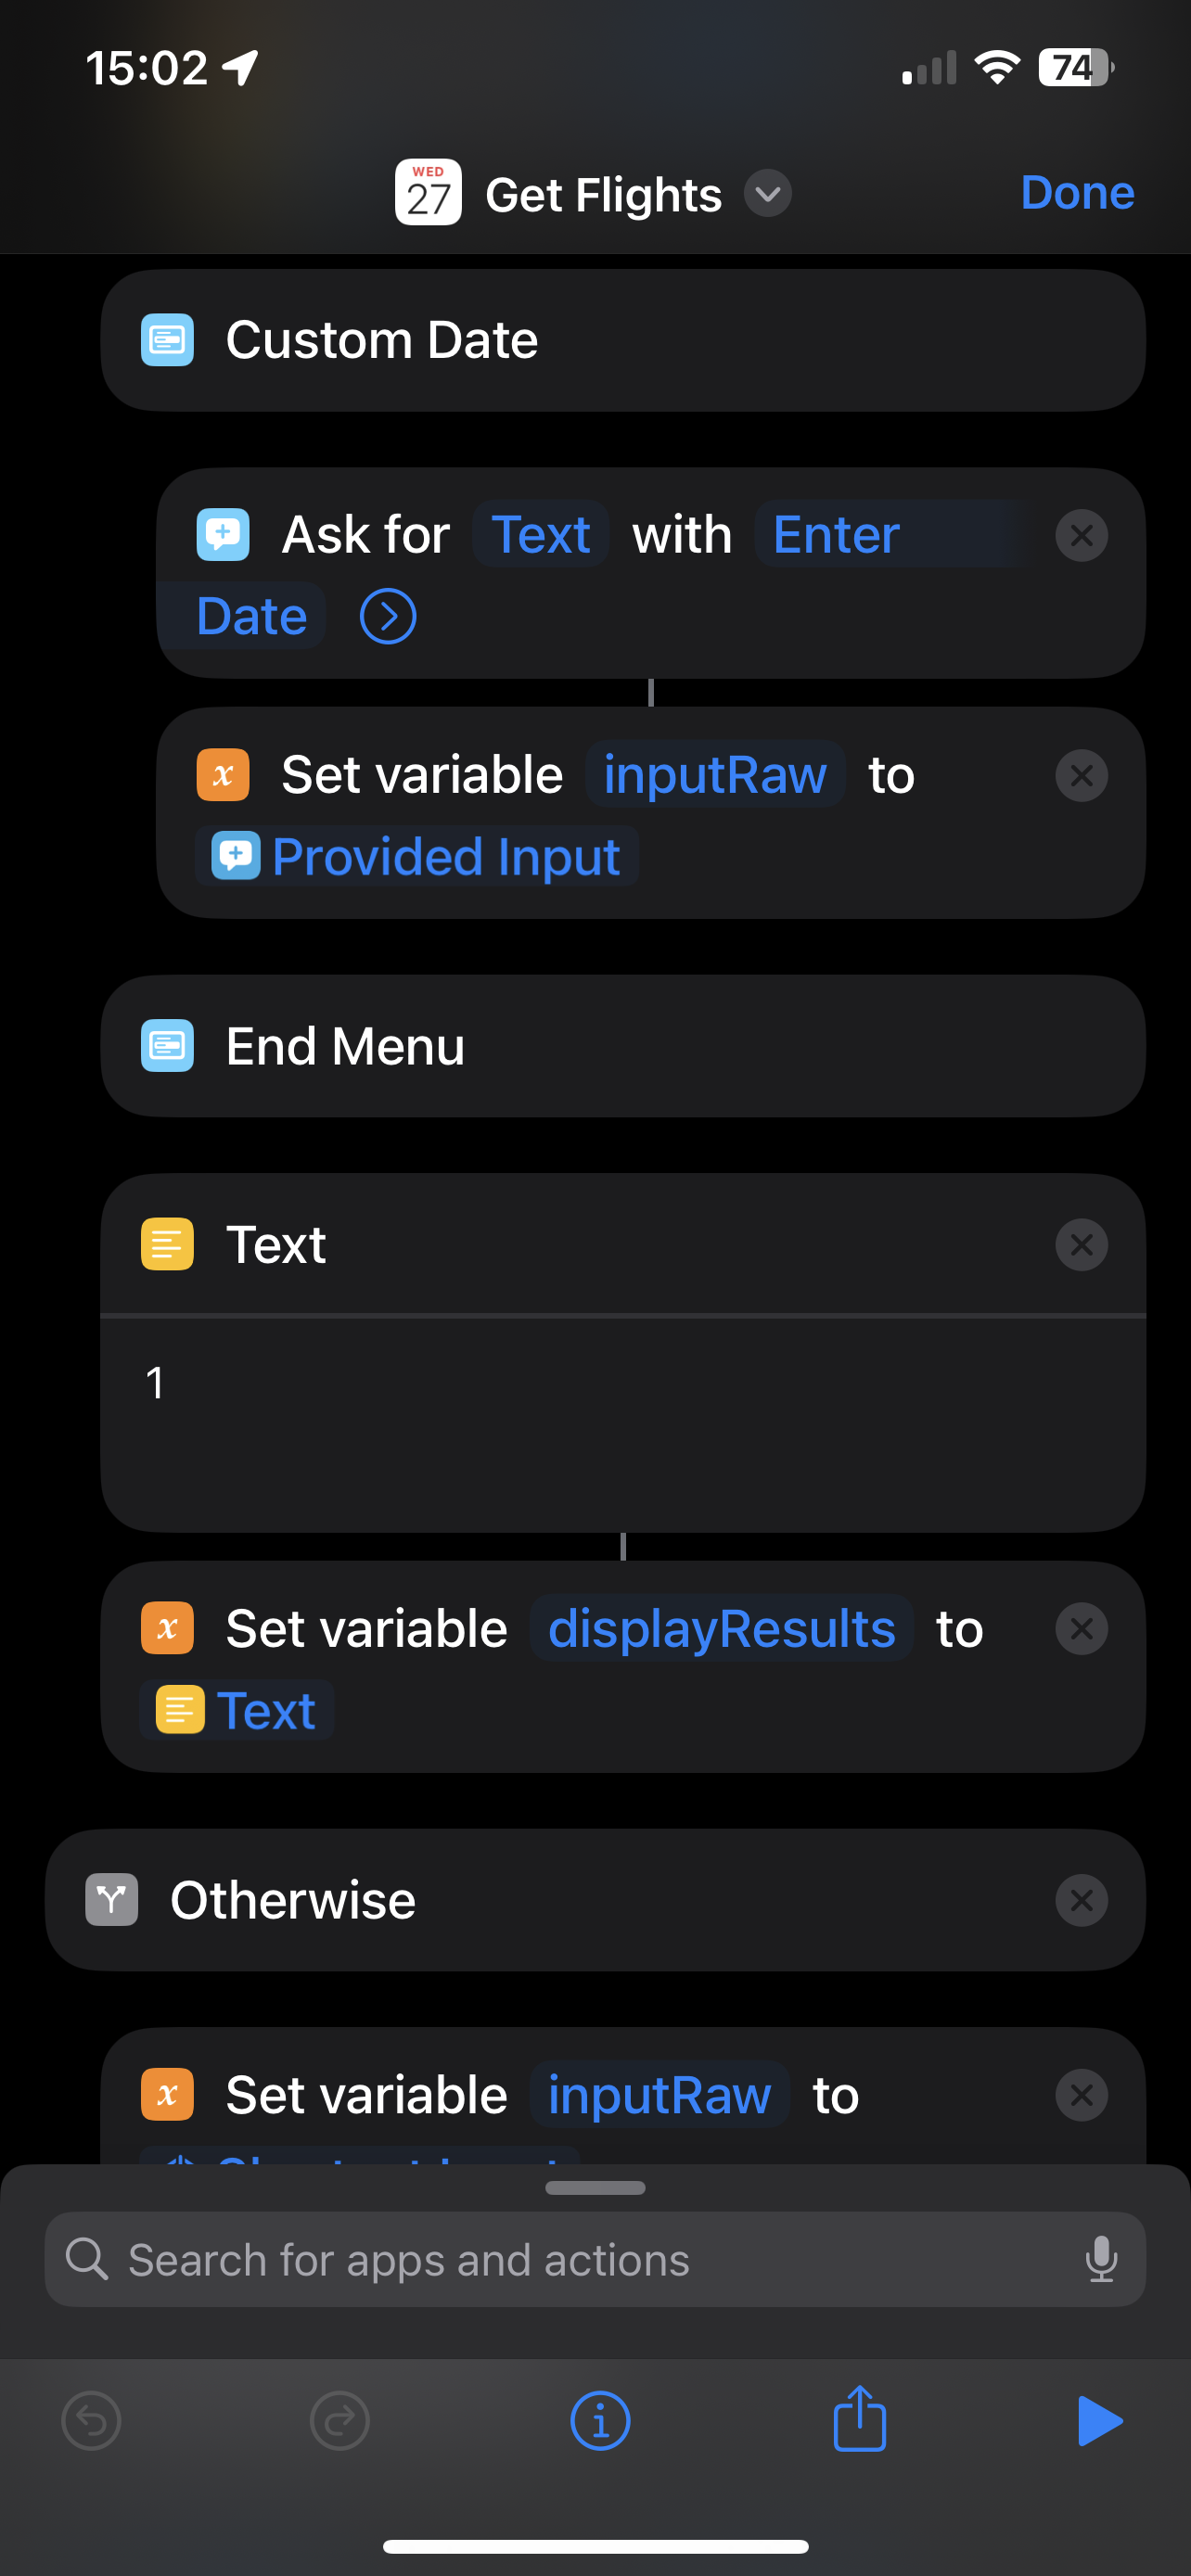 15:02
74
WED
27
Get Flights
Done
Custom Date
Ask for Text with Enter
Date
Set variable inputRaw to
Provided Input
End Menu
Text
1
Set variable displayResults to
Text
Otherwise
Set variable inputRaw to
Search for apps and actions